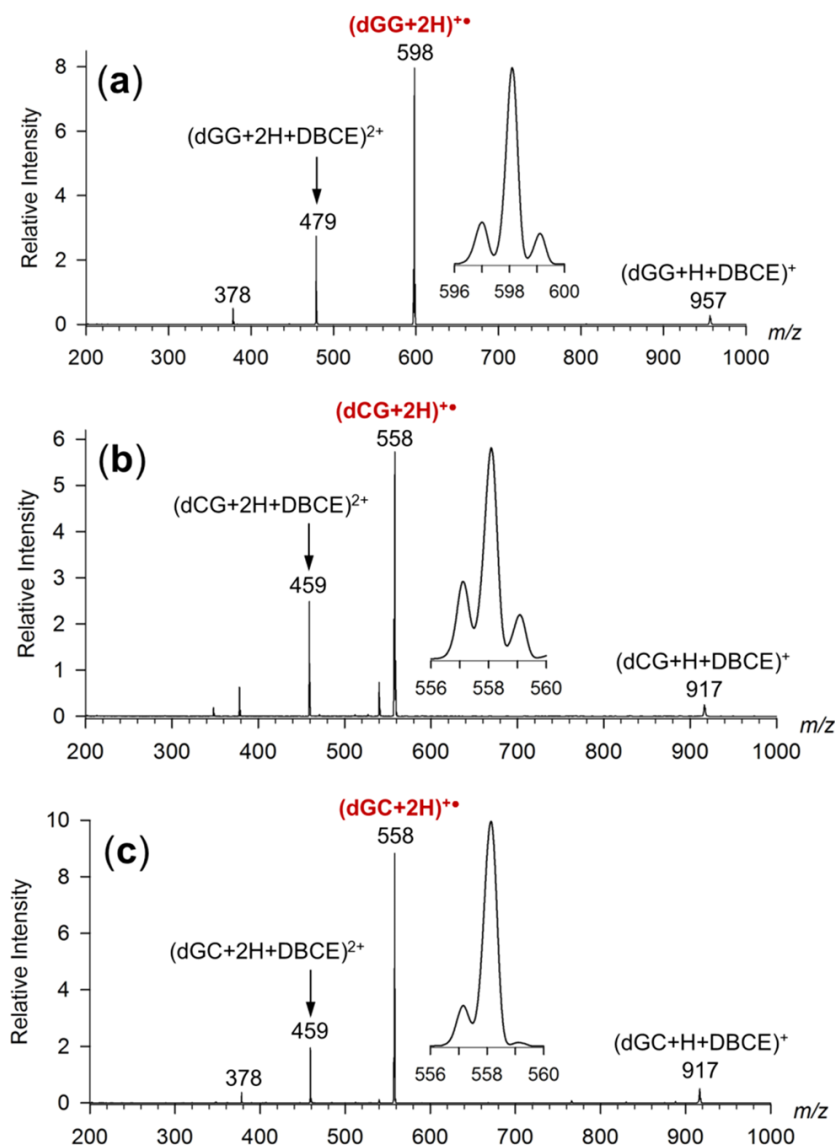 (dGG+2H)⁺•
598
(a)
(dGG+2H+DBCE)²⁺
479
378
(dGG+H+DBCE)⁺
957
Relative Intensity
8
6
4
2
0
596 598 600
200 300 400 500 600 700 800 900 1000
m/z
(dCG+2H)⁺•
558
(b)
(dCG+2H+DBCE)²⁺
459
(dCG+H+DBCE)⁺
917
Relative Intensity
6
5
4
3
2
1
0
556 558 560
200 300 400 500 600 700 800 900 1000
m/z
(dGC+2H)⁺•
558
(c)
(dGC+2H+DBCE)²⁺
459
378
(dGC+H+DBCE)⁺
917
Relative Intensity
10
8
6
4
2
0
556 558 560
200 300 400 500 600 700 800 900 1000
m/z